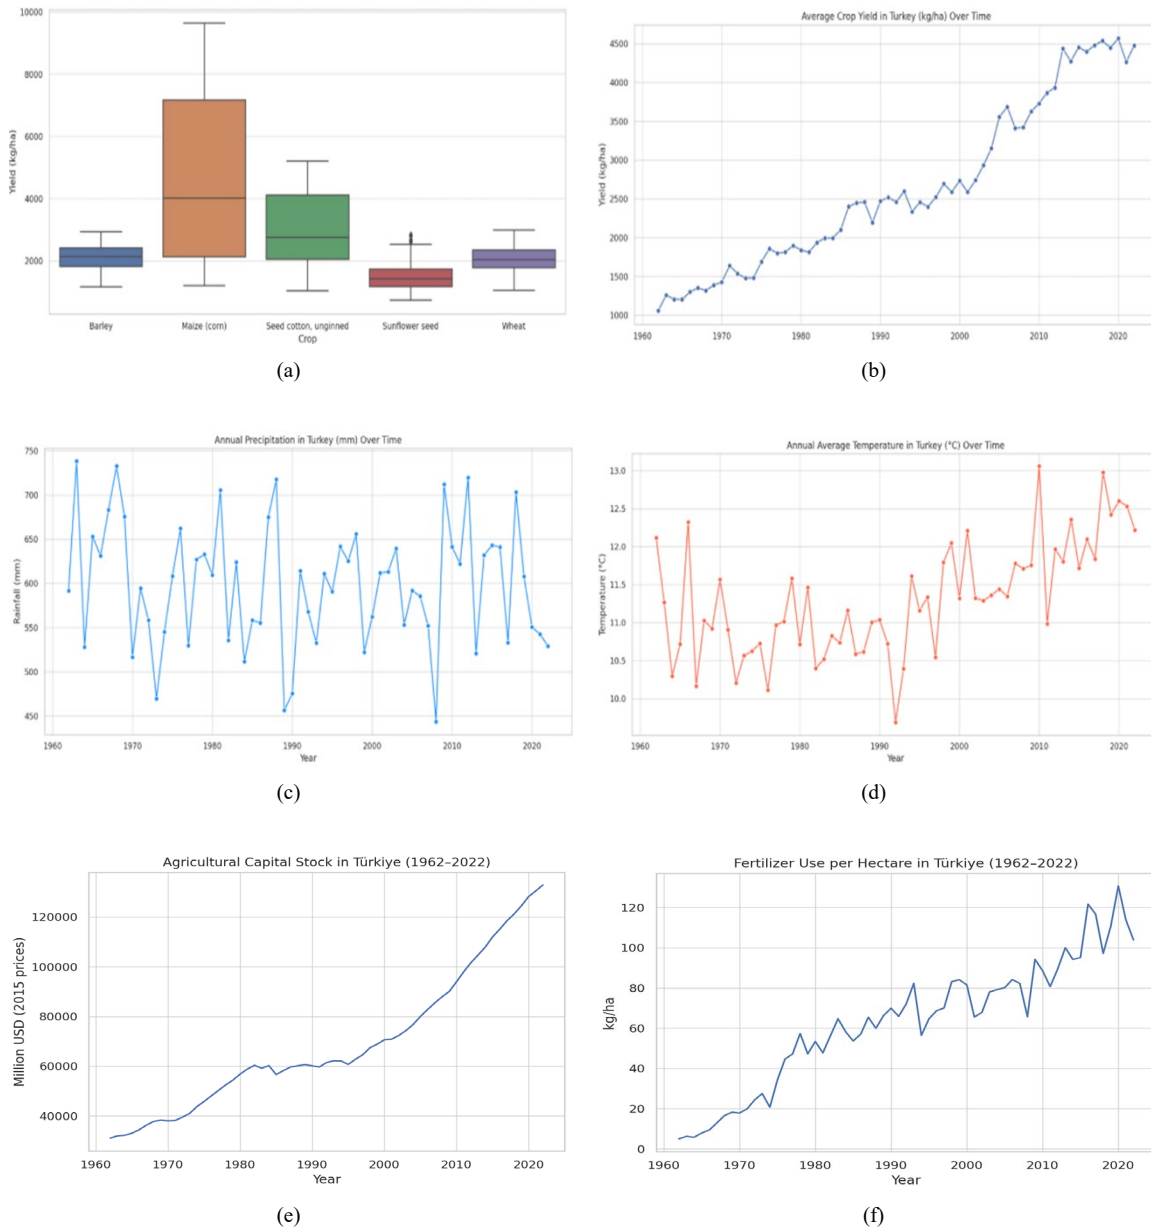 10000
8000
6000
4000
2000
Yield (kg/ha)
Barley
Maize (corn)
Seed cotton, unginned
Sunflower seed
Wheat
Crop
(a)
Average Crop Yield in Turkey (kg/ha) Over Time
4500
4000
3500
3000
2500
2000
1500
1000
Yield (kg/ha)
1960 1970 1980 1990 2000 2010 2020
(b)
Annual Precipitation in Turkey (mm) Over Time
750
700
650
600
550
500
450
Rainfall (mm)
1960 1970 1980 1990 2000 2010 2020
Year
(c)
Annual Average Temperature in Turkey (°C) Over Time
13.0
12.5
12.0
11.5
11.0
10.5
10.0
Temperature (°C)
1960 1970 1980 1990 2000 2010 2020
Year
(d)
Agricultural Capital Stock in Türkiye (1962–2022)
120000
100000
80000
60000
40000
Million USD (2015 prices)
1960 1970 1980 1990 2000 2010 2020
Year
(e)
Fertilizer Use per Hectare in Türkiye (1962–2022)
120
100
80
60
40
20
0
kg/ha
1960 1970 1980 1990 2000 2010 2020
Year
(f)